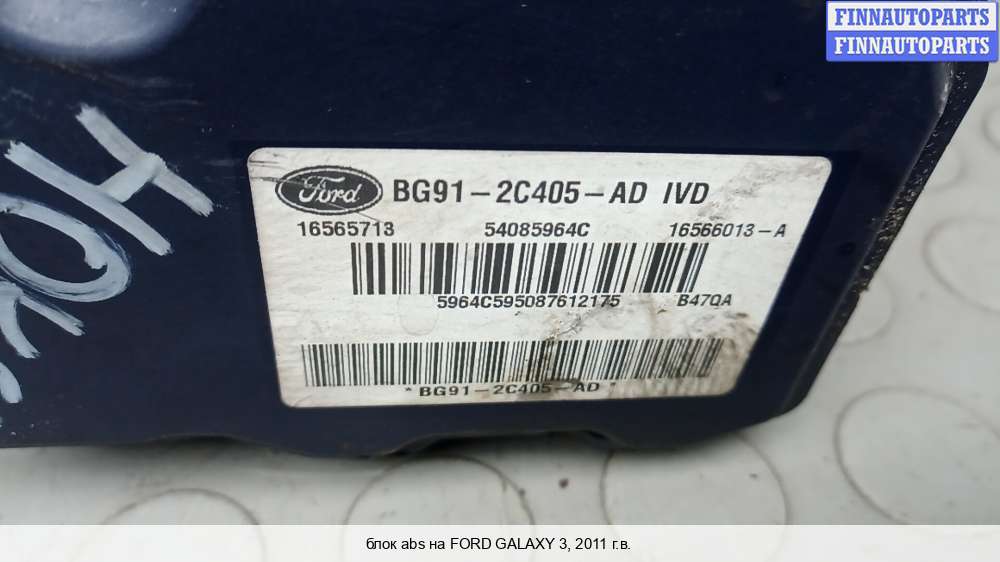 FINNAUTOPARTS
FINNAUTOPARTS
Ford BG91-2C405-AD IVD
16565713 54085964C 16566013-A
5964C595087612175 B47QA
*BG91-2C405-AD*
блок abs на FORD GALAXY 3, 2011 г.в.